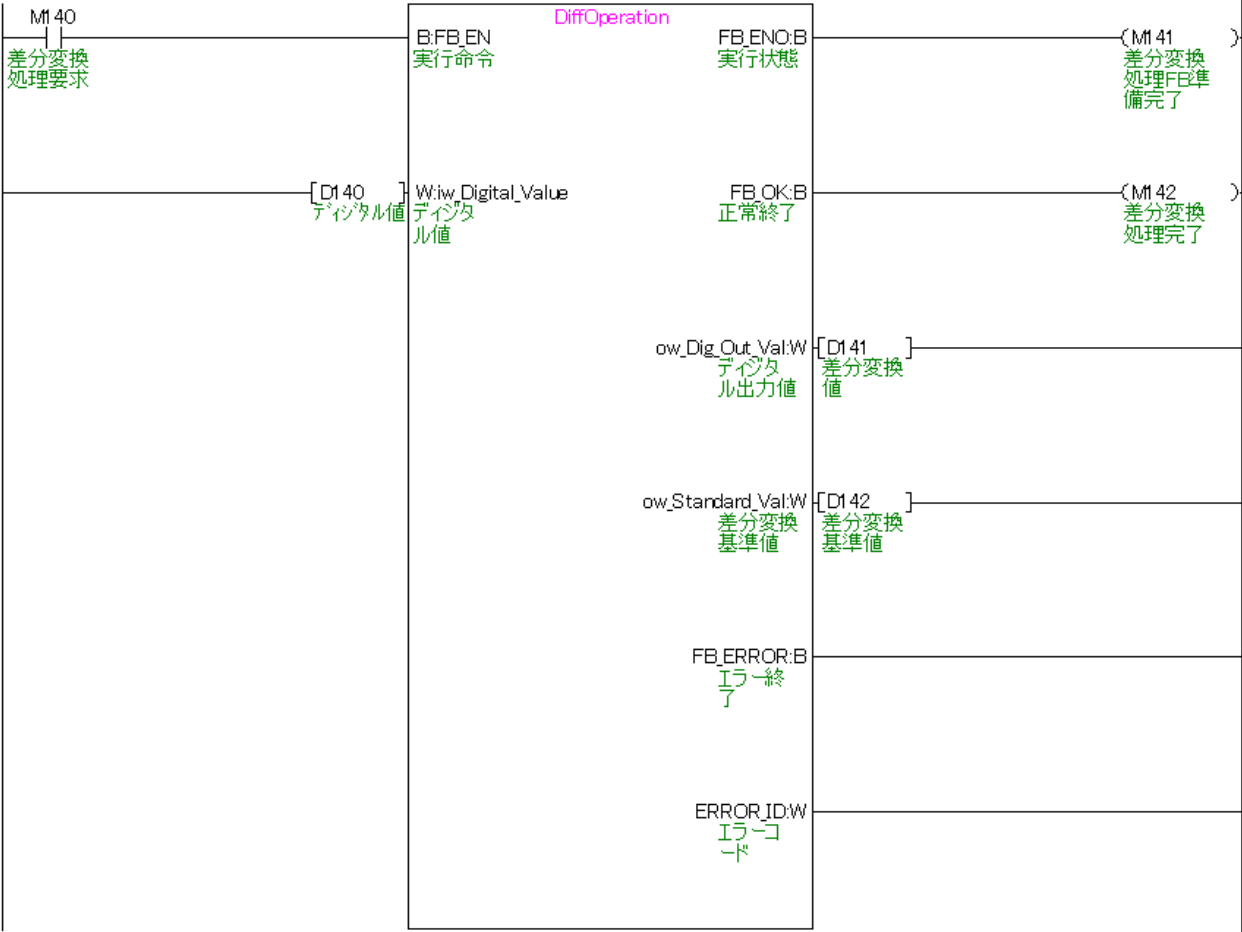 DiffOperation
M140
差分変換
処理要求
B:FB_EN
実行命令
FB_ENO:B
実行状態
M141
差分変換
処理FB準
備完了
D140
ディジタル値
W:iw_Digital_Value
ディジタ
ル値
FB_OK:B
正常終了
M142
差分変換
処理完了
ow_Dig_Out_Val:W
ディジタ
ル出力値
D141
差分変換
値
ow_Standard_Val:W
差分変換
基準値
D142
差分変換
基準値
FB_ERROR:B
エラー終
了
ERROR_ID:W
エラーコ
ード